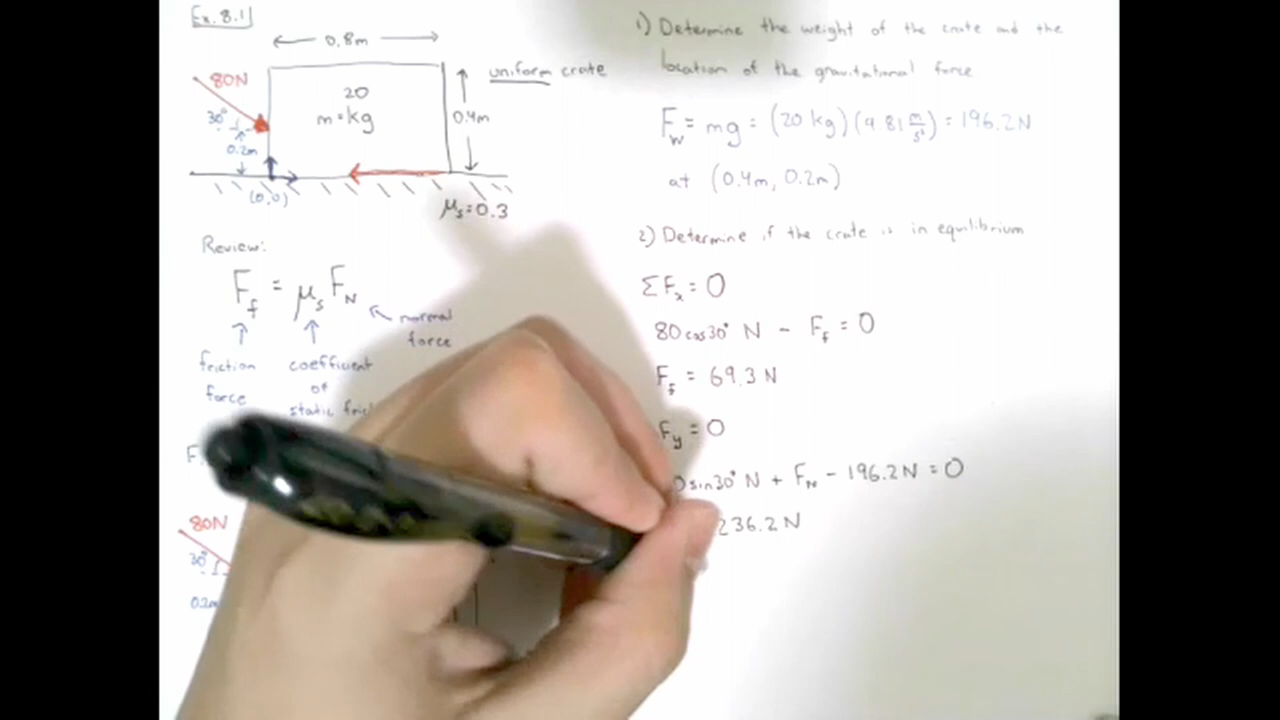 Ex. 8.1
0.8m
80N
30°
0.2m
20
m=kg
0.4m
uniform crate
(0,0)
μs=0.3
Review:
Ff = μs FN
normal
force
friction
force
coefficient
of
static
F
80N
30°
0.2m
1) Determine the weight of the crate and the
location of the gravitational force
Fw = mg = (20 kg)(9.81 m/s²) = 196.2N
at (0.4m, 0.2m)
2) Determine if the crate is in equilibrium
ΣFx = 0
80cos30° N - Ff = 0
Ff = 69.3 N
Fy = 0
0sin30° N + FN - 196.2N = 0
236.2N